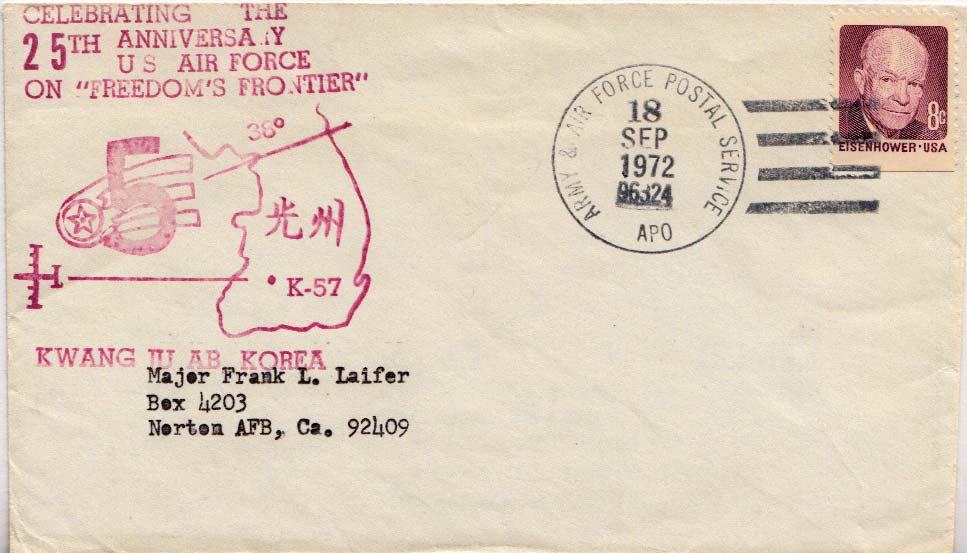 CELEBRATING THE
25TH ANNIVERSARY
US AIR FORCE
ON "FREEDOM'S FRONTIER"
38°
光州
K-57
KWANG JU AB KOREA
ARMY & AIR FORCE POSTAL SERVICE
18
SEP
1972
96324
APO
8c
EISENHOWER·USA
Major Frank L. Laifer
Box 4203
Norton AFB, Ca. 92409